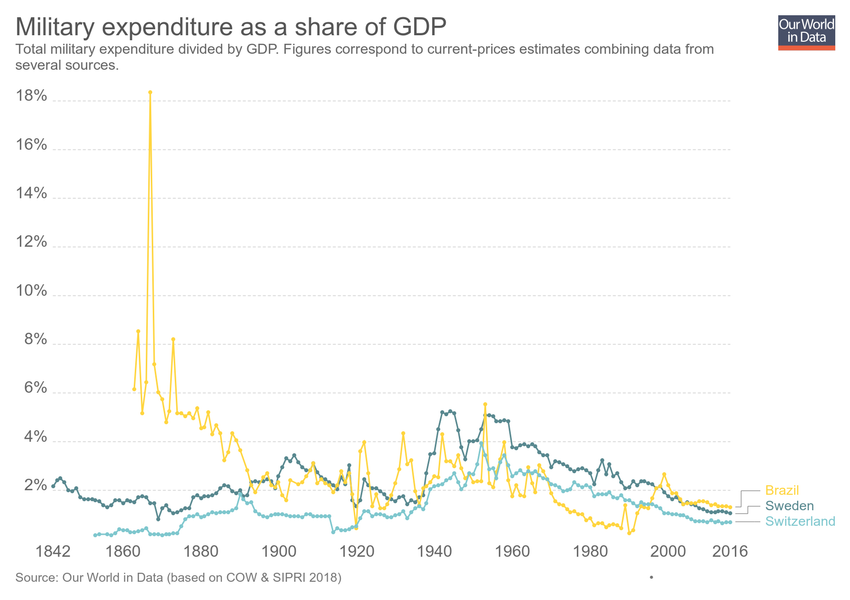 Military expenditure as a share of GDP
Our World
in Data
Total military expenditure divided by GDP. Figures correspond to current-prices estimates combining data from
several sources.
18%
16%
14%
12%
10%
8%
6%
4%
2%
Brazil
Sweden
Switzerland
1842 1860 1880 1900 1920 1940 1960 1980 2000 2016
Source: Our World in Data (based on COW & SIPRI 2018)